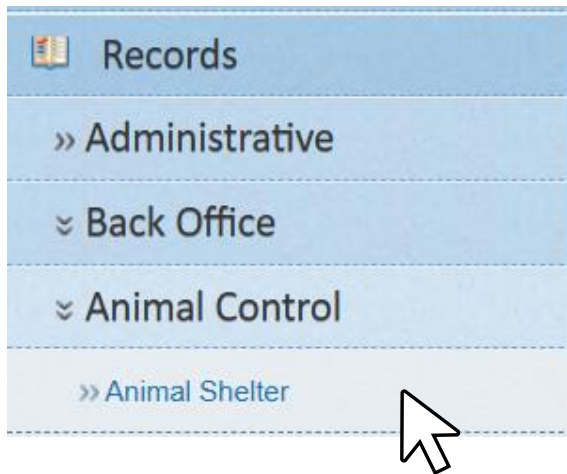 Records
» Administrative
Back Office
Animal Control
» Animal Shelter